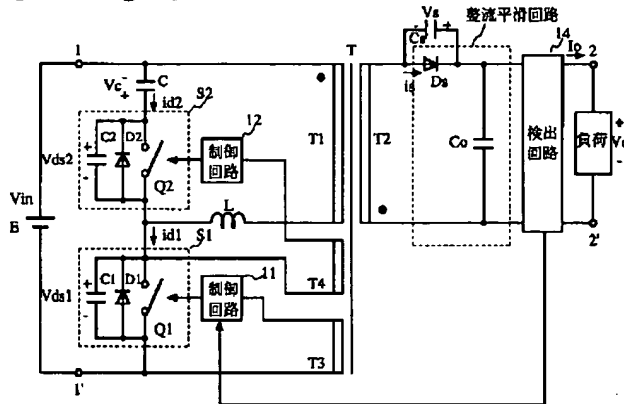 Vs
整流平滑回路
1
T
Cs
14
Io
2
Vc
C
id2
S2
is
Ds
C2
D2
12
T1
T2
Vds2
制御
回路
Co
検出
回路
負荷
Q2
Vin
L
E
id1
S1
2'
11
C1
D1
T4
Vds1
制御
回路
Q1
T3
1'